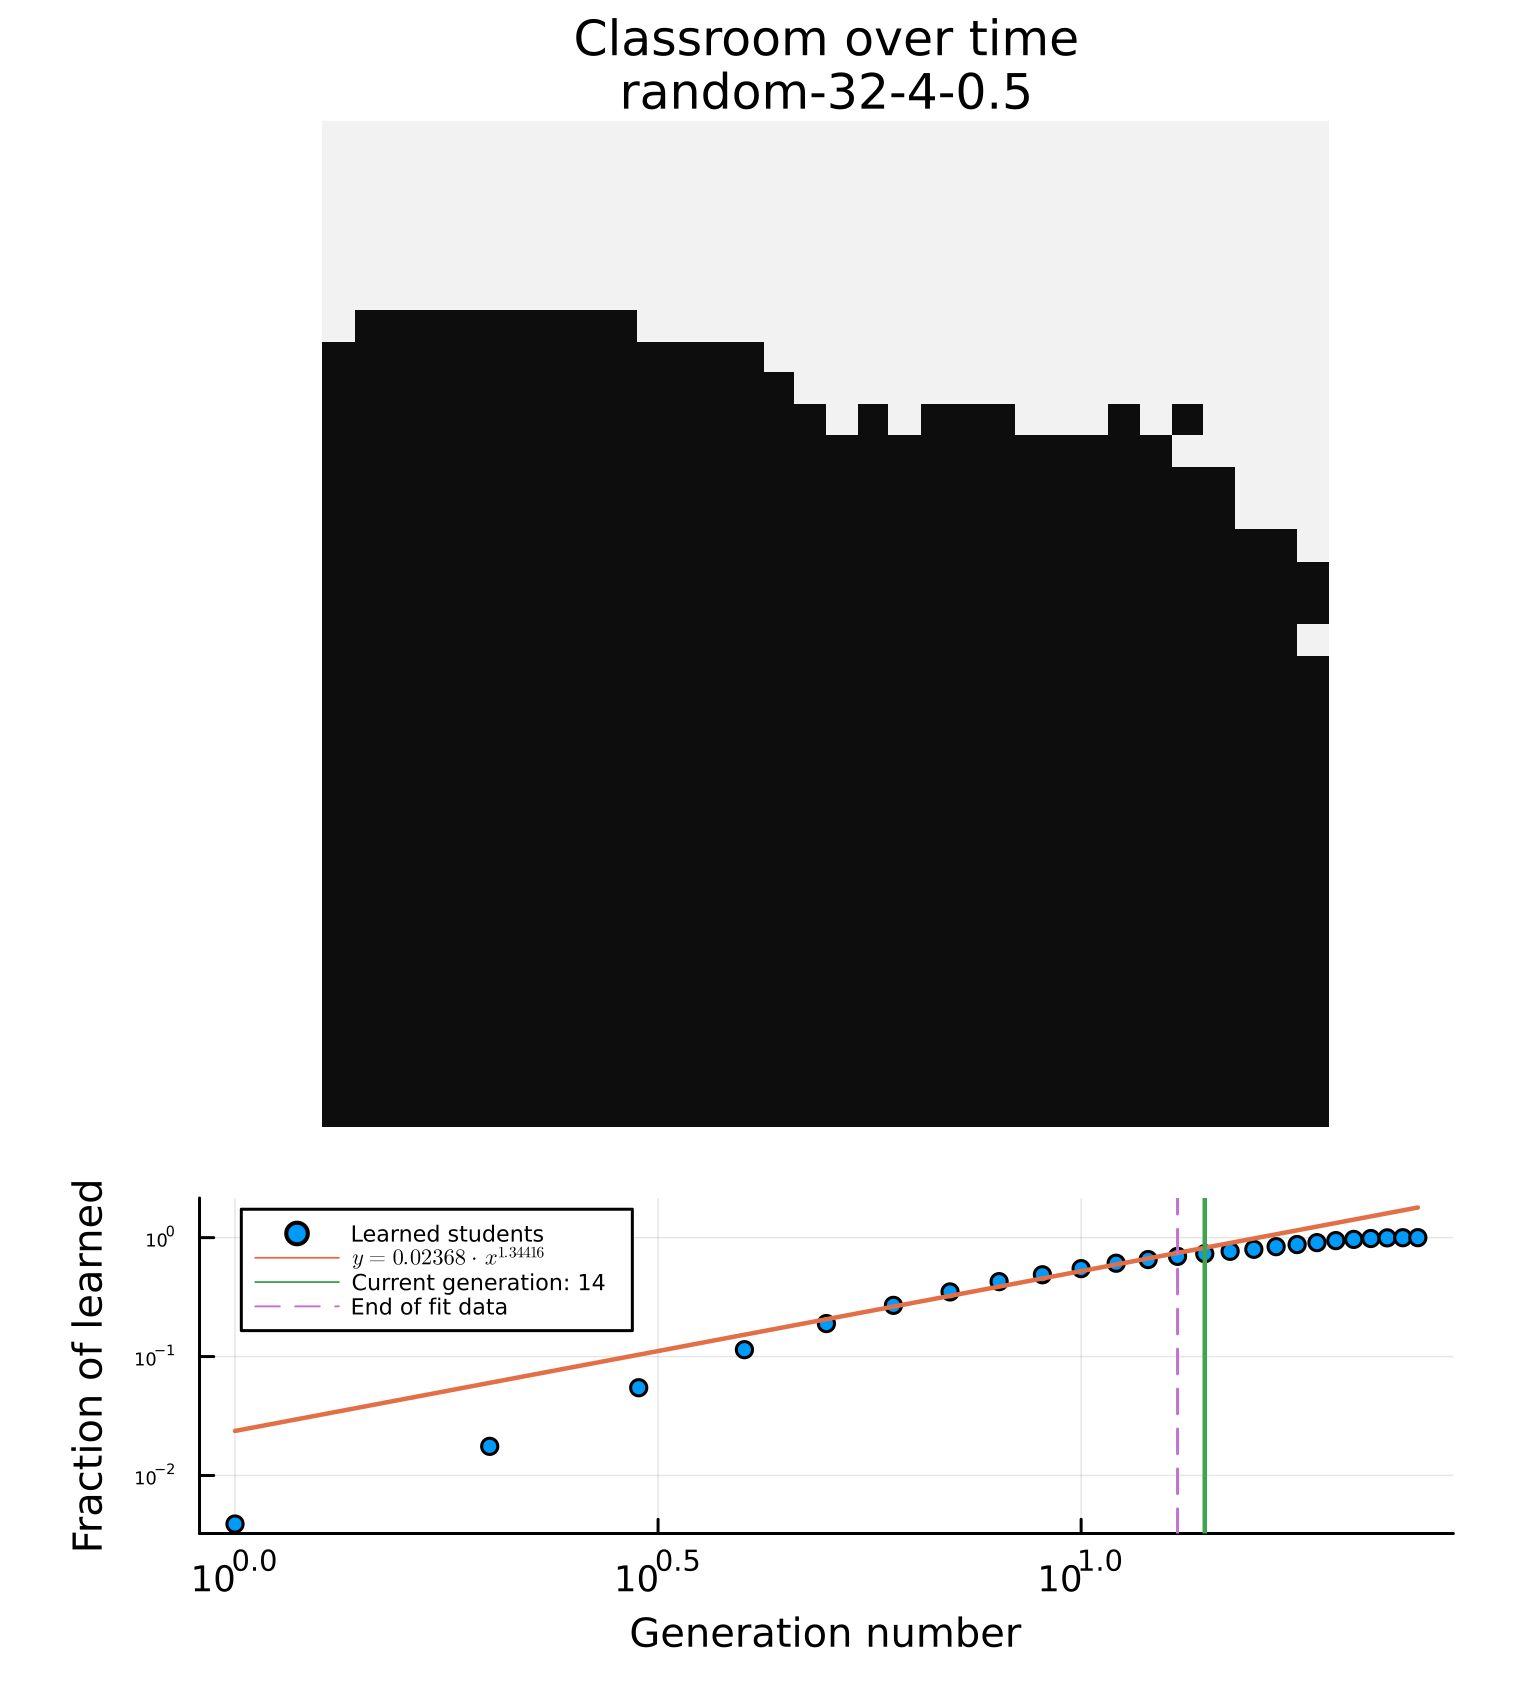 Classroom over time
random-32-4-0.5
Fraction of learned
10⁰
10⁻¹
10⁻²
Learned students
y = 0.02368 · x^1.34416
Current generation: 14
End of fit data
10^0.0
10^0.5
10^1.0
Generation number